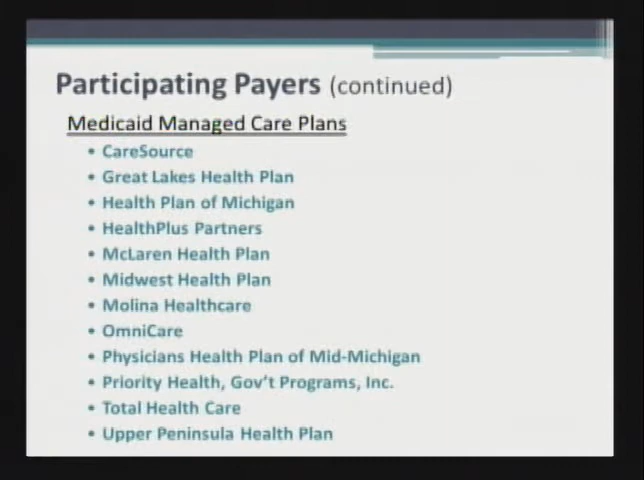 Participating Payers (continued)
Medicaid Managed Care Plans
• CareSource
• Great Lakes Health Plan
• Health Plan of Michigan
• HealthPlus Partners
• McLaren Health Plan
• Midwest Health Plan
• Molina Healthcare
• OmniCare
• Physicians Health Plan of Mid-Michigan
• Priority Health, Gov't Programs, Inc.
• Total Health Care
• Upper Peninsula Health Plan